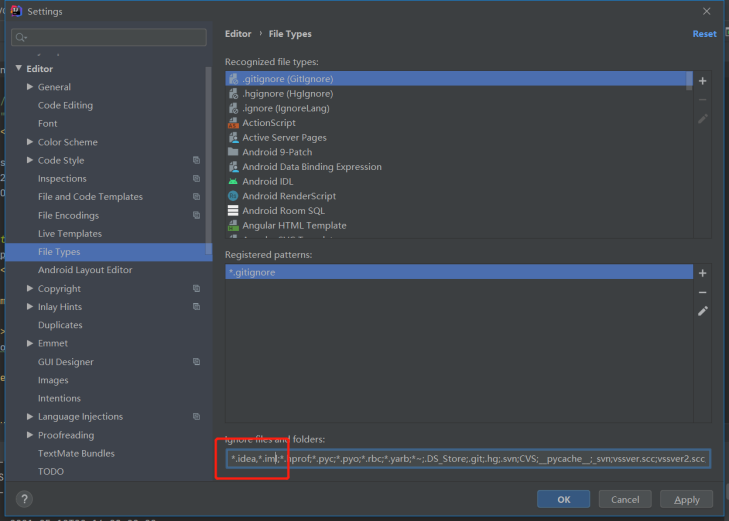 Settings
Editor › File Types
Reset
Editor
General
Code Editing
Font
Color Scheme
Code Style
Inspections
File and Code Templates
File Encodings
Live Templates
File Types
Android Layout Editor
Copyright
Inlay Hints
Duplicates
Emmet
GUI Designer
Images
Intentions
Language Injections
Proofreading
TextMate Bundles
TODO
Recognized file types:
.gitignore (GitIgnore)
.hgignore (HgIgnore)
.ignore (IgnoreLang)
ActionScript
Active Server Pages
Android 9-Patch
Android Data Binding Expression
Android IDL
Android RenderScript
Android Room SQL
Angular HTML Template
Registered patterns:
*.gitignore
Ignore files and folders:
*.idea,*.iml;*.hprof;*.pyc;*.pyo;*.rbc;*.yarb;*~;.DS_Store;.git;.hg;.svn;CVS;__pycache__;_svn;vssver.scc;vssver2.scc
?
OK
Cancel
Apply